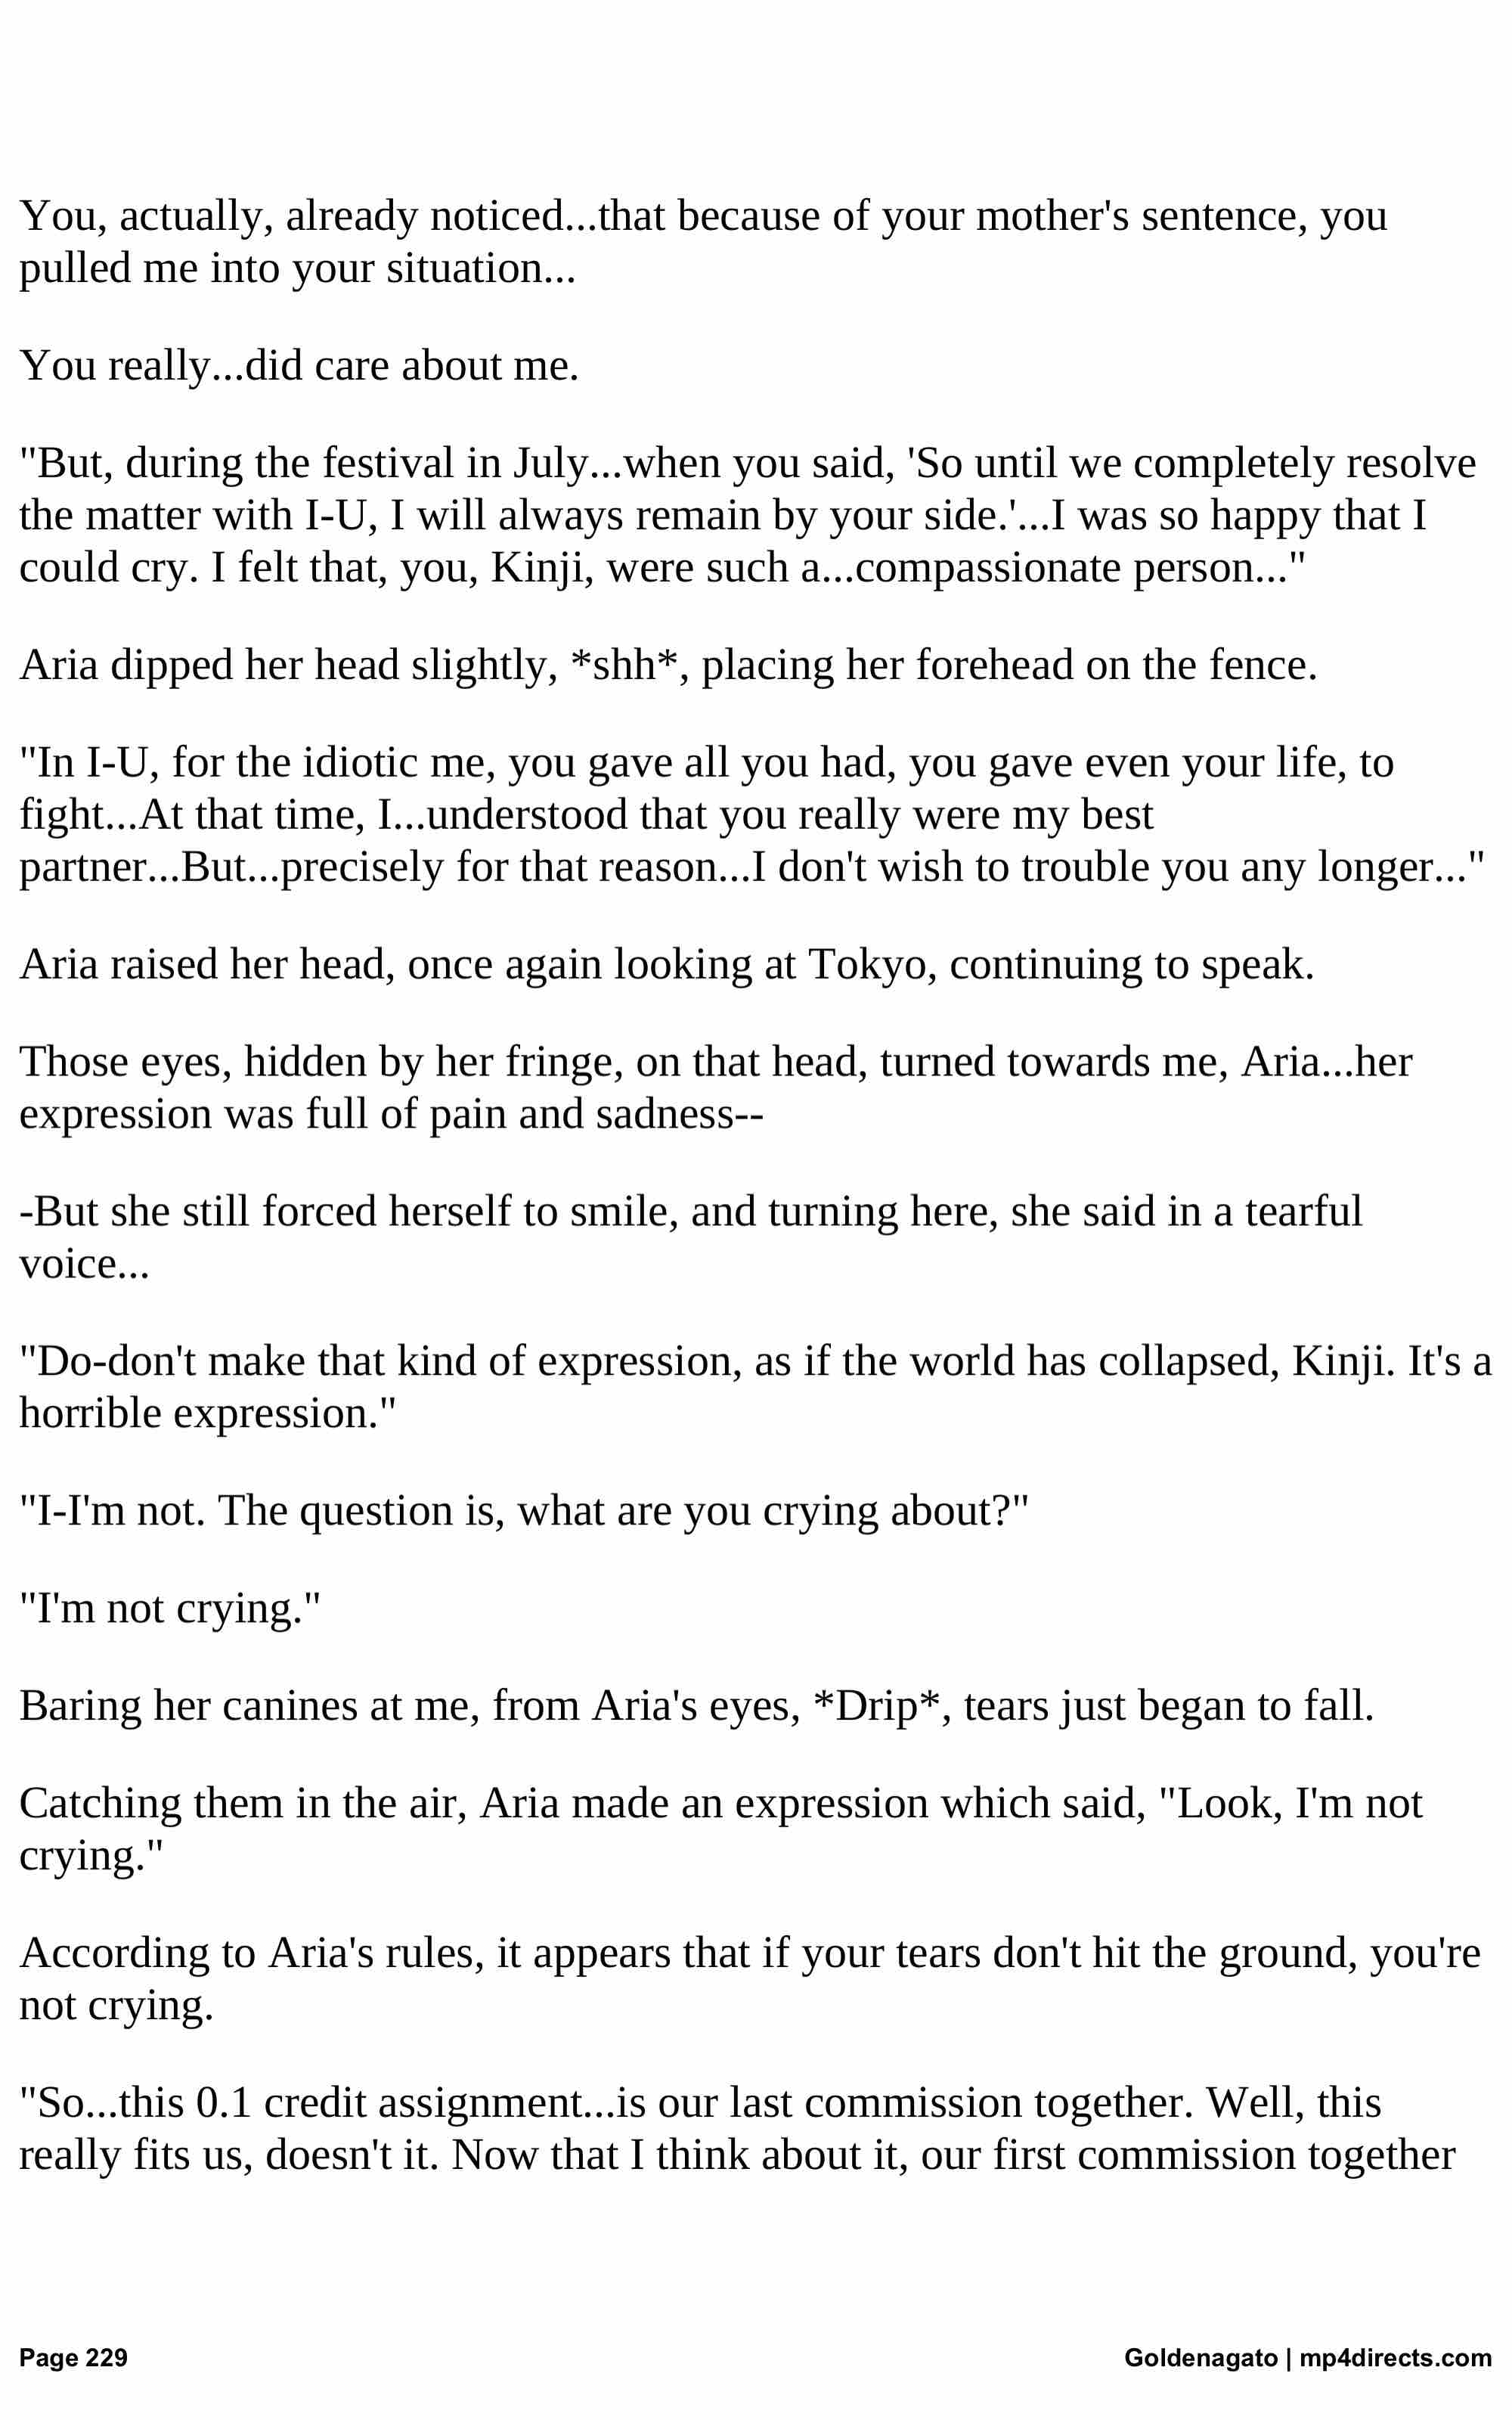 You, actually, already noticed...that because of your mother's sentence, you
pulled me into your situation...
You really...did care about me.
"But, during the festival in July...when you said, 'So until we completely resolve
the matter with I-U, I will always remain by your side.'...I was so happy that I
could cry. I felt that, you, Kinji, were such a...compassionate person..."
Aria dipped her head slightly, *shh*, placing her forehead on the fence.
"In I-U, for the idiotic me, you gave all you had, you gave even your life, to
fight...At that time, I...understood that you really were my best
partner...But...precisely for that reason...I don't wish to trouble you any longer..."
Aria raised her head, once again looking at Tokyo, continuing to speak.
Those eyes, hidden by her fringe, on that head, turned towards me, Aria...her
expression was full of pain and sadness--
-But she still forced herself to smile, and turning here, she said in a tearful
voice...
"Do-don't make that kind of expression, as if the world has collapsed, Kinji. It's a
horrible expression."
"I-I'm not. The question is, what are you crying about?"
"I'm not crying."
Baring her canines at me, from Aria's eyes, *Drip*, tears just began to fall.
Catching them in the air, Aria made an expression which said, "Look, I'm not
crying."
According to Aria's rules, it appears that if your tears don't hit the ground, you're
not crying.
"So...this 0.1 credit assignment...is our last commission together. Well, this
really fits us, doesn't it. Now that I think about it, our first commission together
Page 229
Goldenagato | mp4directs.com